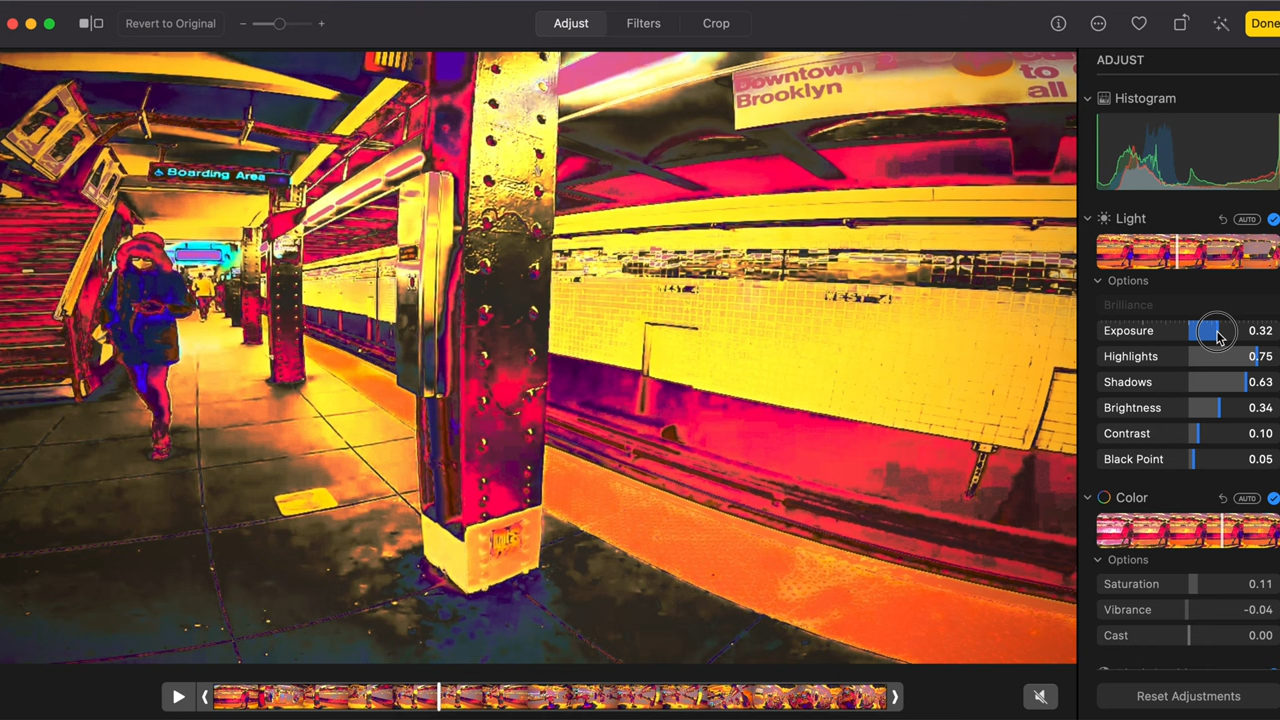 Revert to Original
Adjust
Filters
Crop
Done
ADJUST
Downtown
Brooklyn
to
all
Boarding Area
Histogram
Light
AUTO
Options
Brilliance
Exposure 0.32
Highlights 0.75
Shadows 0.63
Brightness 0.34
Contrast 0.10
Black Point 0.05
Color
AUTO
Options
Saturation 0.11
Vibrance -0.04
Cast 0.00
Reset Adjustments